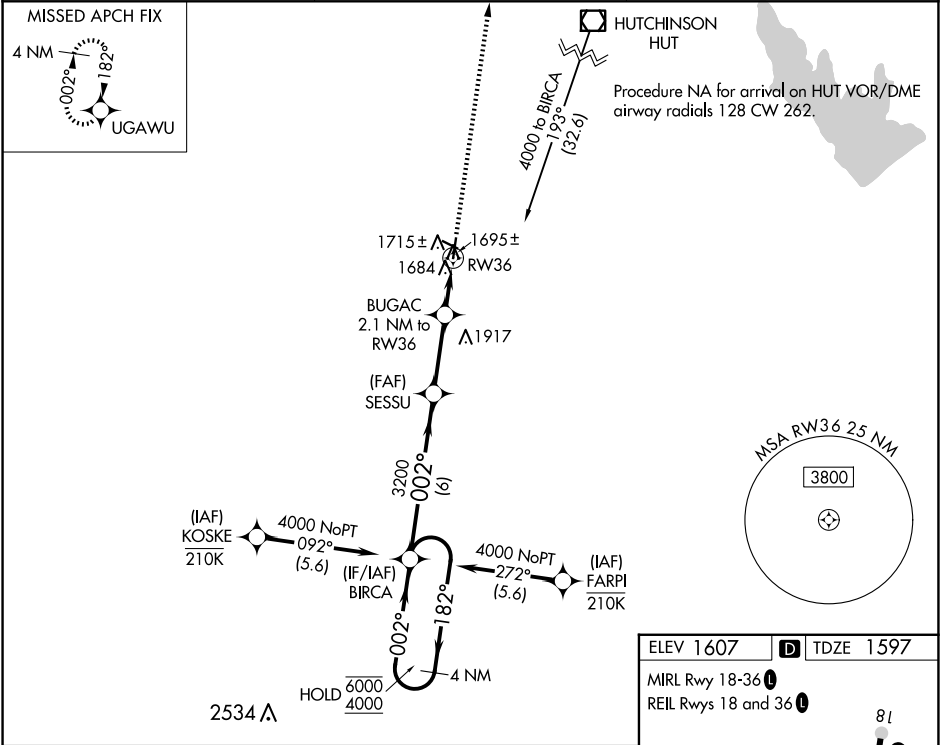 MISSED APCH FIX
4 NM
002°
182°
UGAWU
HUTCHINSON
HUT
Procedure NA for arrival on HUT VOR/DME
airway radials 128 CW 262.
4000 to BIRCA
193°
(32.6)
1715 ±
1695 ±
1684
RW36
BUGAC
2.1 NM to
RW36
1917
(FAF)
SESSU
3200
002°
(6)
MSA RW36 25 NM
3800
(IAF)
KOSKE
210K
4000 NoPT
092°
(5.6)
(IF/IAF)
BIRCA
4000 NoPT
272°
(5.6)
(IAF)
FARPI
210K
002°
182°
4 NM
HOLD 6000
4000
2534
ELEV 1607 D TDZE 1597
MIRL Rwy 18-36 L
REIL Rwys 18 and 36 L
18